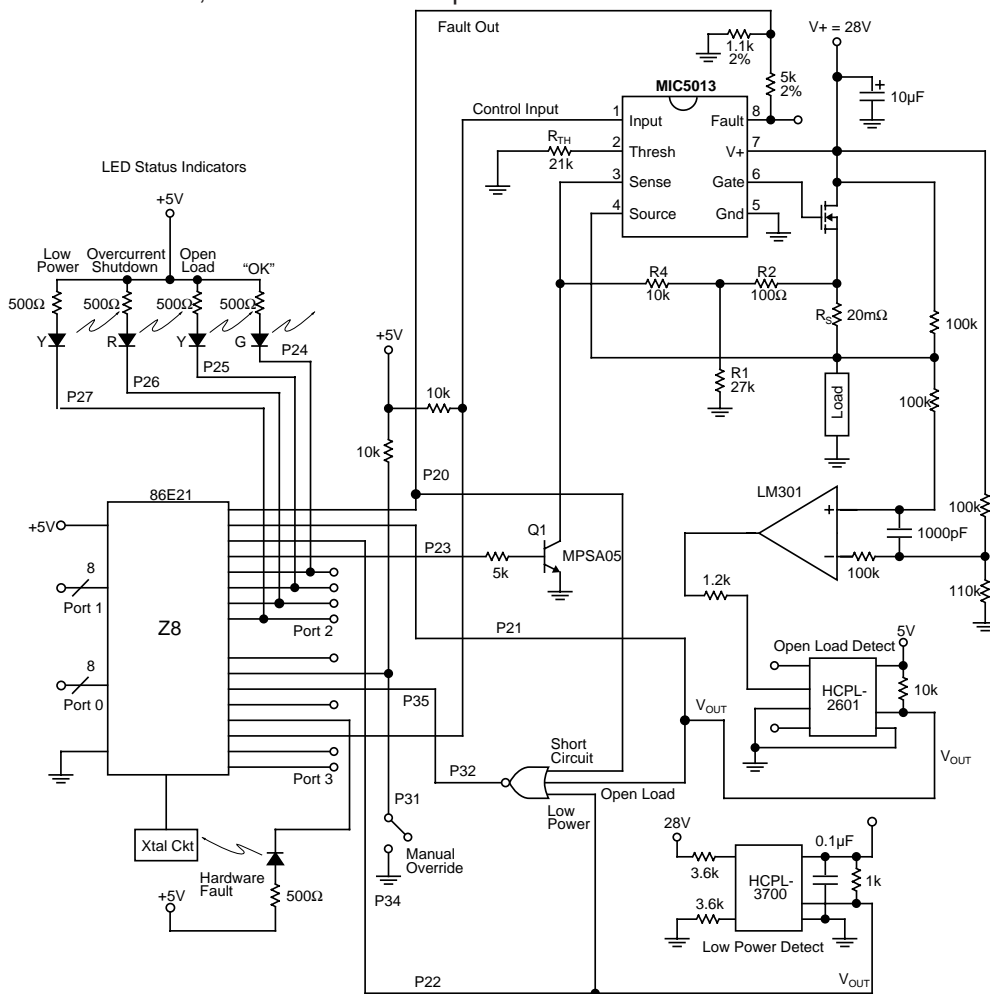 Fault Out
V+ = 28V
1.1k
2%
5k
2%
10µF
MIC5013
Control Input
1 Input Fault 8
RTH
21k
2 Thresh V+ 7
3 Sense Gate 6
4 Source Gnd 5
LED Status Indicators
+5V
Low Power
Overcurrent Shutdown
Open Load
"OK"
500Ω
500Ω
500Ω
500Ω
Y
R
Y
G
P24
P25
P26
P27
R4
10k
R2
100Ω
RS
20mΩ
100k
R1
27k
Load
100k
+5V
10k
10k
P20
86E21
+5V
8
Port 1
Z8
8
Port 0
Port 2
Port 3
P23
5k
Q1
MPSA05
LM301
+
–
1000pF
100k
100k
110k
1.2k
P21
P35
P32
P31
Short Circuit
Open Load
Low Power
VOUT
Open Load Detect
5V
HCPL-2601
10k
VOUT
Xtal Ckt
Hardware Fault
+5V
500Ω
Manual Override
P34
28V
3.6k
3.6k
HCPL-3700
0.1µF
1k
Low Power Detect
P22
VOUT